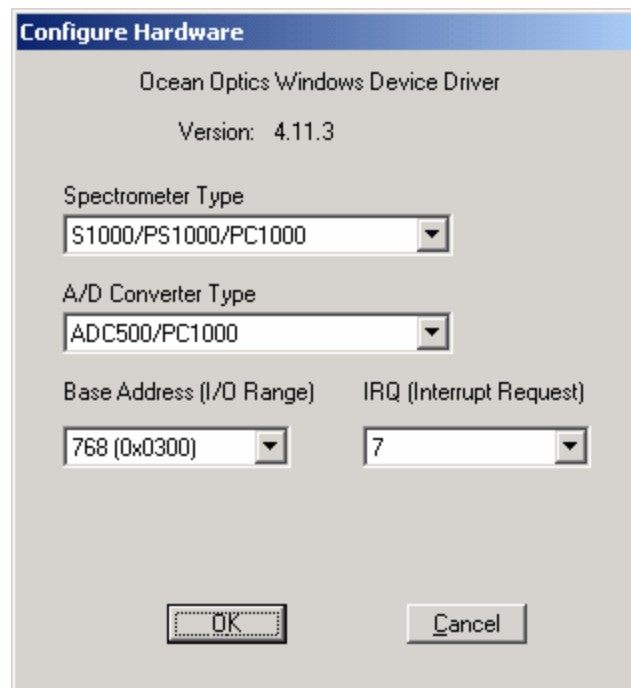 Configure Hardware
Ocean Optics Windows Device Driver
Version: 4.11.3
Spectrometer Type
S1000/PS1000/PC1000
A/D Converter Type
ADC500/PC1000
Base Address (I/O Range) IRQ (Interrupt Request)
768 (0x0300) 7
OK Cancel